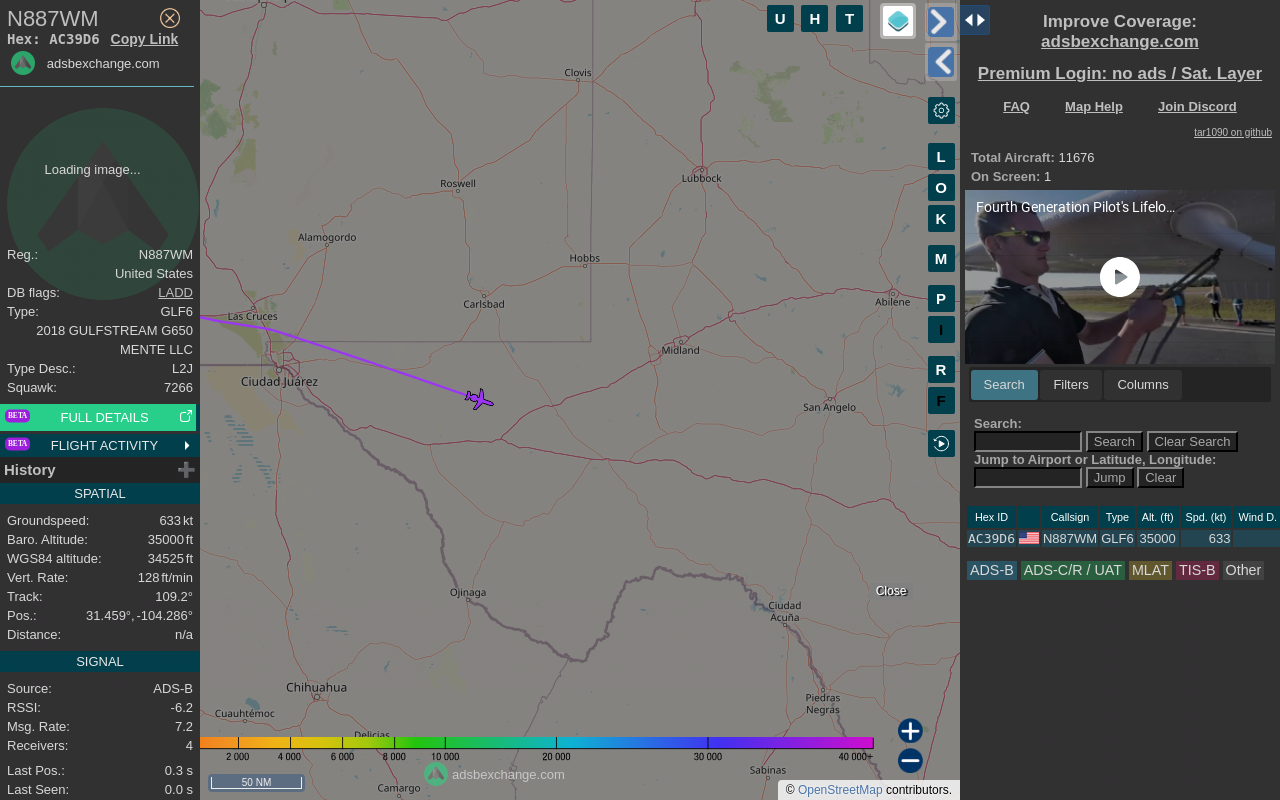 N887WM
Hex: AC39D6 Copy Link
adsbexchange.com
Loading image...
Reg.: N887WM
United States
DB flags: LADD
Type: GLF6
2018 GULFSTREAM G650
MENTE LLC
Type Desc.: L2J
Squawk: 7266
BETA FULL DETAILS
BETA FLIGHT ACTIVITY
History
SPATIAL
Groundspeed: 633 kt
Baro. Altitude: 35000 ft
WGS84 altitude: 34525 ft
Vert. Rate: 128 ft/min
Track: 109.2°
Pos.: 31.459°, -104.286°
Distance: n/a
SIGNAL
Source: ADS-B
RSSI: -6.2
Msg. Rate: 7.2
Receivers: 4
Last Pos.: 0.3 s
Last Seen: 0.0 s
U H T
Clovis
Roswell
Lubbock
Alamogordo
Hobbs
Carlsbad
Abilene
Las Cruces
Midland
Ciudad Juárez
San Angelo
Ojinaga
Ciudad
Acuña
Chihuahua
Piedras
Negras
Cuauhtémoc
Delicias
Sabinas
Camargo
L
O
K
M
P
I
R
F
Close
2 000 4 000 6 000 8 000 10 000 20 000 30 000 40 000+
50 NM
adsbexchange.com
© OpenStreetMap contributors.
Improve Coverage:
adsbexchange.com
Premium Login: no ads / Sat. Layer
FAQ Map Help Join Discord
tar1090 on github
Total Aircraft: 11676
On Screen: 1
Fourth Generation Pilot's Lifelo...
Search Filters Columns
Search:
Search Clear Search
Jump to Airport or Latitude, Longitude:
Jump Clear
Hex ID Callsign Type Alt. (ft) Spd. (kt) Wind D.
AC39D6 N887WM GLF6 35000 633
ADS-B ADS-C/R / UAT MLAT TIS-B Other